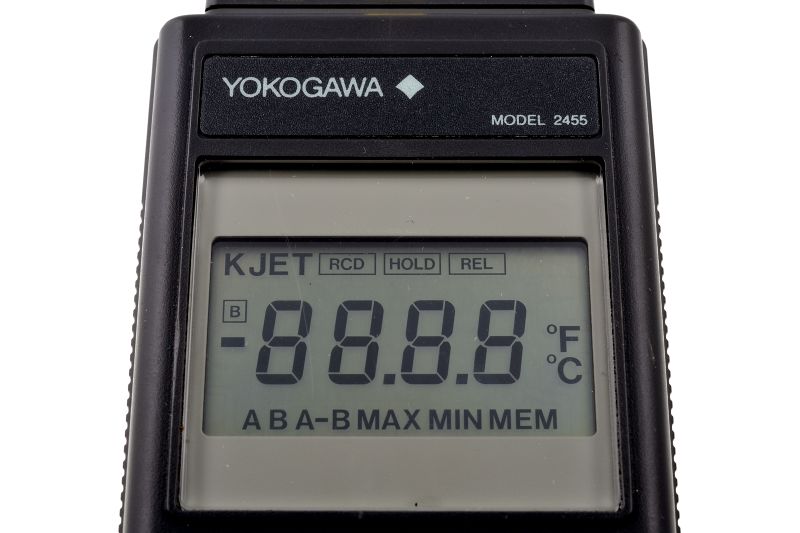 YOKOGAWA
MODEL 2455
KJET RCD HOLD REL
B
-88.8.8 °F
°C
A B A-B MAX MIN MEM